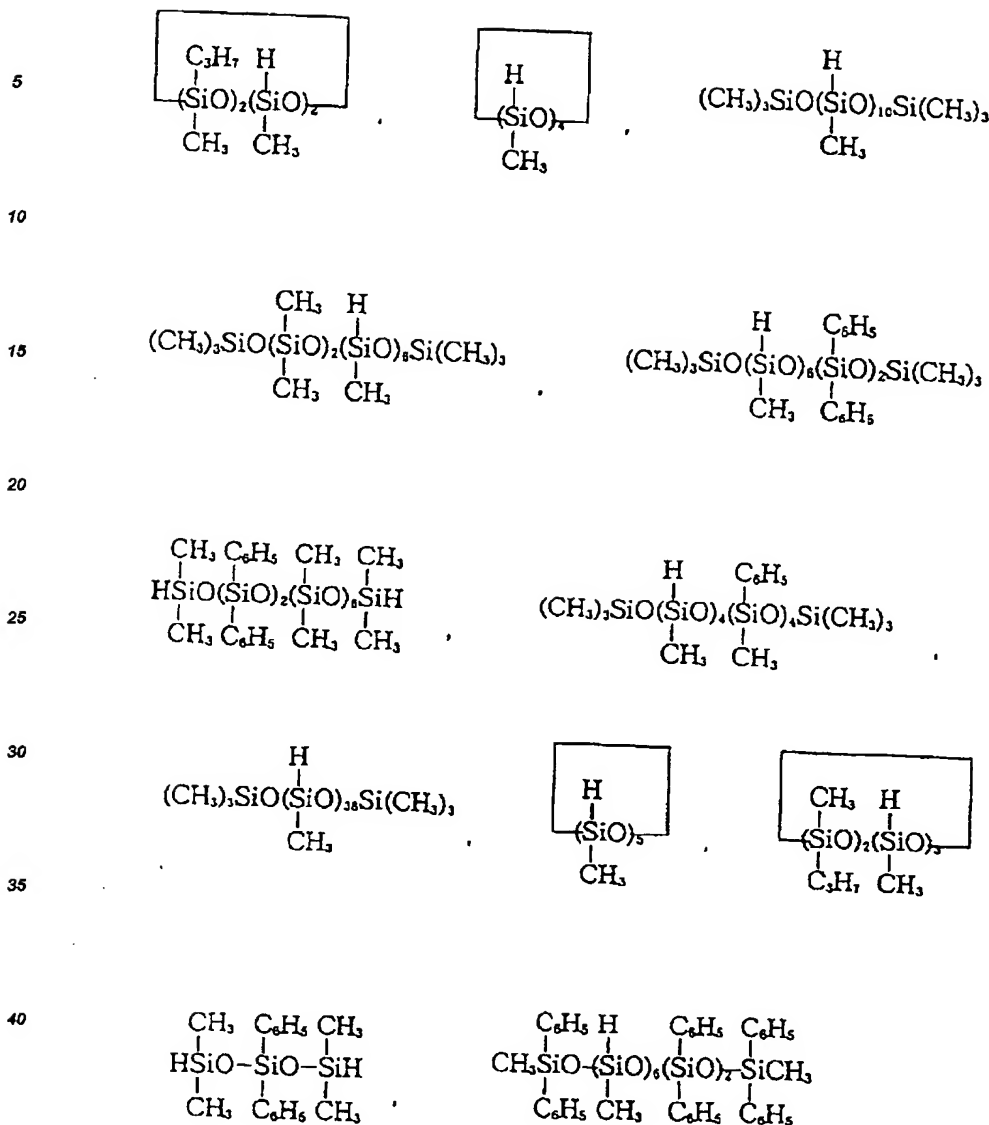 C₃H₇ H
5
(SiO)₂(SiO)₂
CH₃ CH₃ ,
H
(SiO)₄
CH₃ ,
H
(CH₃)₃SiO(SiO)₁₀Si(CH₃)₃
CH₃
10
CH₃ H
15
(CH₃)₃SiO(SiO)₂(SiO)₈Si(CH₃)₃
CH₃ CH₃ ,
H C₆H₅
(CH₃)₃SiO(SiO)₈(SiO)₂Si(CH₃)₃
CH₃ C₆H₅
20
CH₃ C₆H₅ CH₃ CH₃
25
HSiO(SiO)₂(SiO)₈SiH
CH₃ C₆H₅ CH₃ CH₃ ,
H C₆H₅
(CH₃)₃SiO(SiO)₄(SiO)₄Si(CH₃)₃
CH₃ CH₃ ,
30
H
(CH₃)₃SiO(SiO)₃₈Si(CH₃)₃
CH₃ ,
H
(SiO)₅
CH₃ ,
CH₃ H
(SiO)₂(SiO)₃
C₃H₇ CH₃
35
40
CH₃ C₆H₅ CH₃
HSiO–SiO–SiH
CH₃ C₆H₅ CH₃ ,
C₆H₅ H C₆H₅ C₆H₅
CH₃SiO–(SiO)₆(SiO)₂–SiCH₃
C₆H₅ CH₃ C₆H₅ C₆H₅